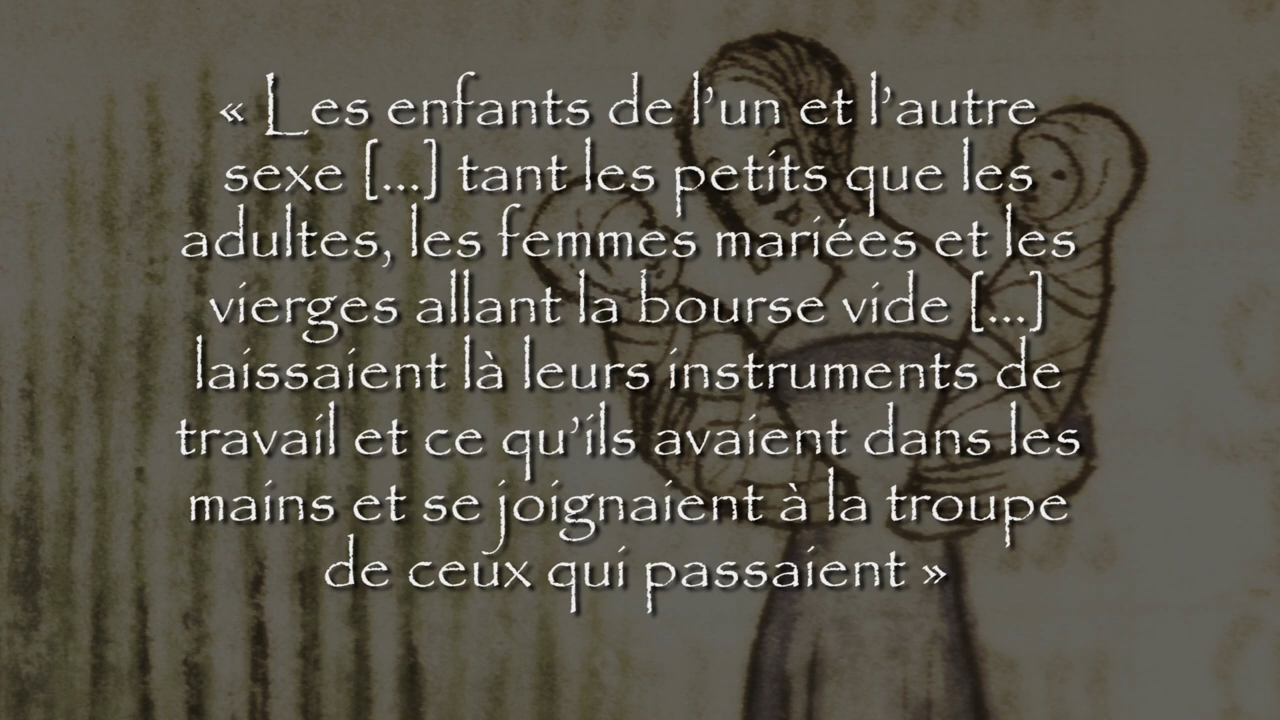 « Les enfants de l’un et l’autre
sexe [...] tant les petits que les
adultes, les femmes mariées et les
vierges allant la bourse vide [...]
laissaient là leurs instruments de
travail et ce qu’ils avaient dans les
mains et se joignaient à la troupe
de ceux qui passaient »